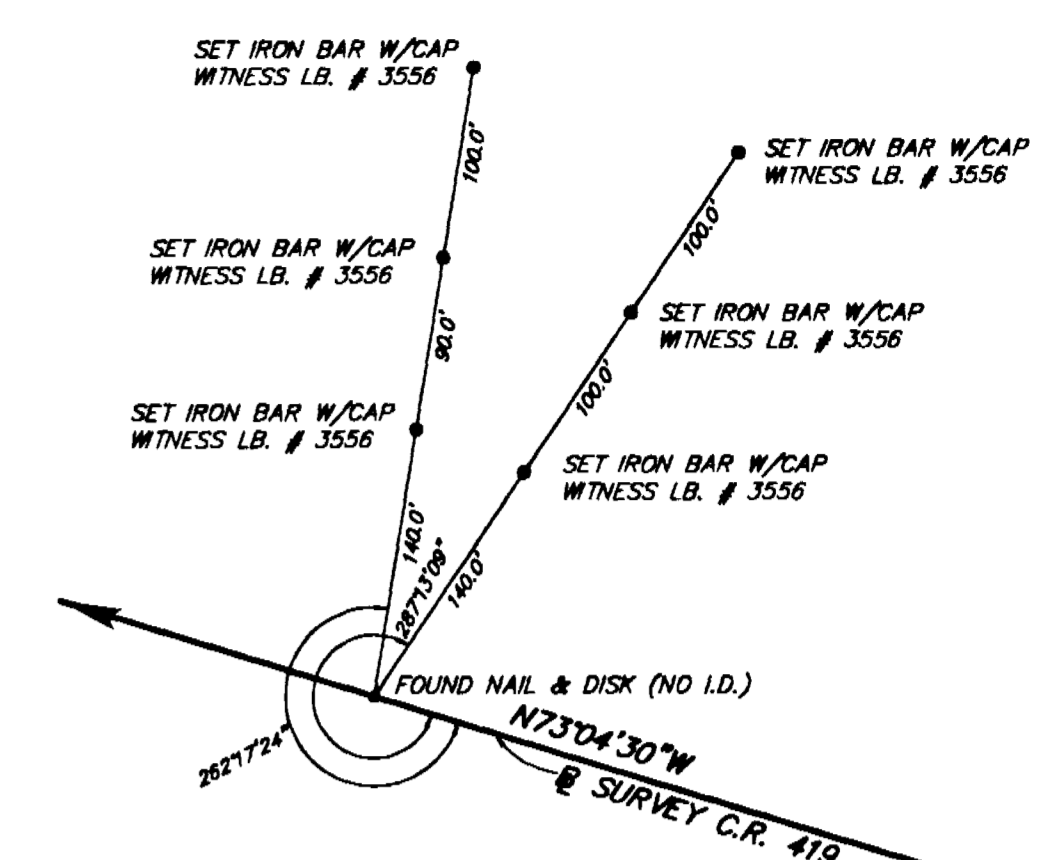 SET IRON BAR W/CAP
WITNESS LB. # 3556
100.0'
SET IRON BAR W/CAP
WITNESS LB. # 3556
100.0'
SET IRON BAR W/CAP
WITNESS LB. # 3556
90.0'
SET IRON BAR W/CAP
WITNESS LB. # 3556
100.0'
SET IRON BAR W/CAP
WITNESS LB. # 3556
140.0'
SET IRON BAR W/CAP
WITNESS LB. # 3556
140.0'
287°13'09"
FOUND NAIL & DISK (NO I.D.)
262°17'24"
N73°04'30"W
℄ SURVEY C.R. 419